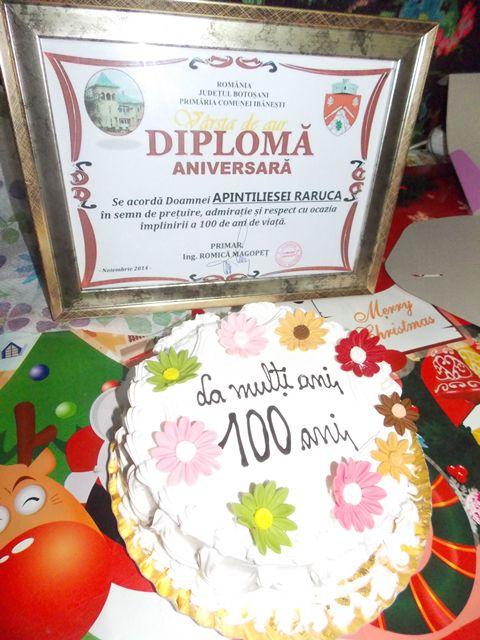 ROMÂNIA
JUDEȚUL BOTOȘANI
PRIMĂRIA COMUNEI IBĂNEȘTI
Vârsta de aur
DIPLOMĂ
ANIVERSARĂ
Se acordă Doamnei APINTILIESEI RARUCA
în semn de prețuire, admirație și respect cu ocazia
împlinirii a 100 de ani de viață.
PRIMAR,
Ing. ROMICĂ MAGOPEȚ
- Noiembrie 2014 -
Merry
Christmas
La mulți ani,
100 ani,